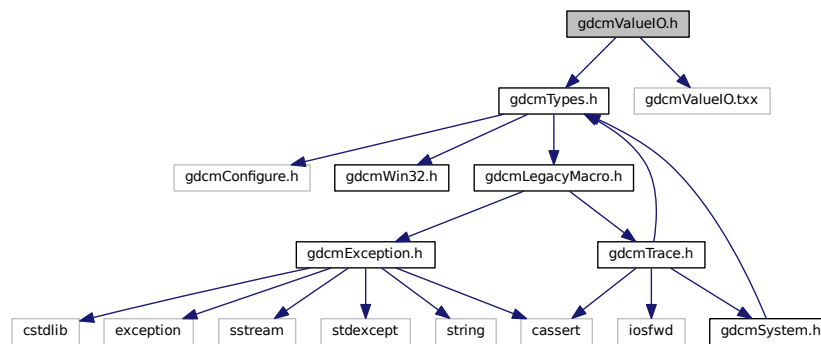 gdcmValueIO.h
gdcmTypes.h
gdcmValueIO.txx
gdcmConfigure.h
gdcmWin32.h
gdcmLegacyMacro.h
gdcmException.h
gdcmTrace.h
cstdlib
exception
sstream
stdexcept
string
cassert
iosfwd
gdcmSystem.h